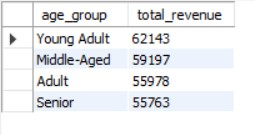 age_group total_revenue
Young Adult 62143
Middle-Aged 59197
Adult 55978
Senior 55763